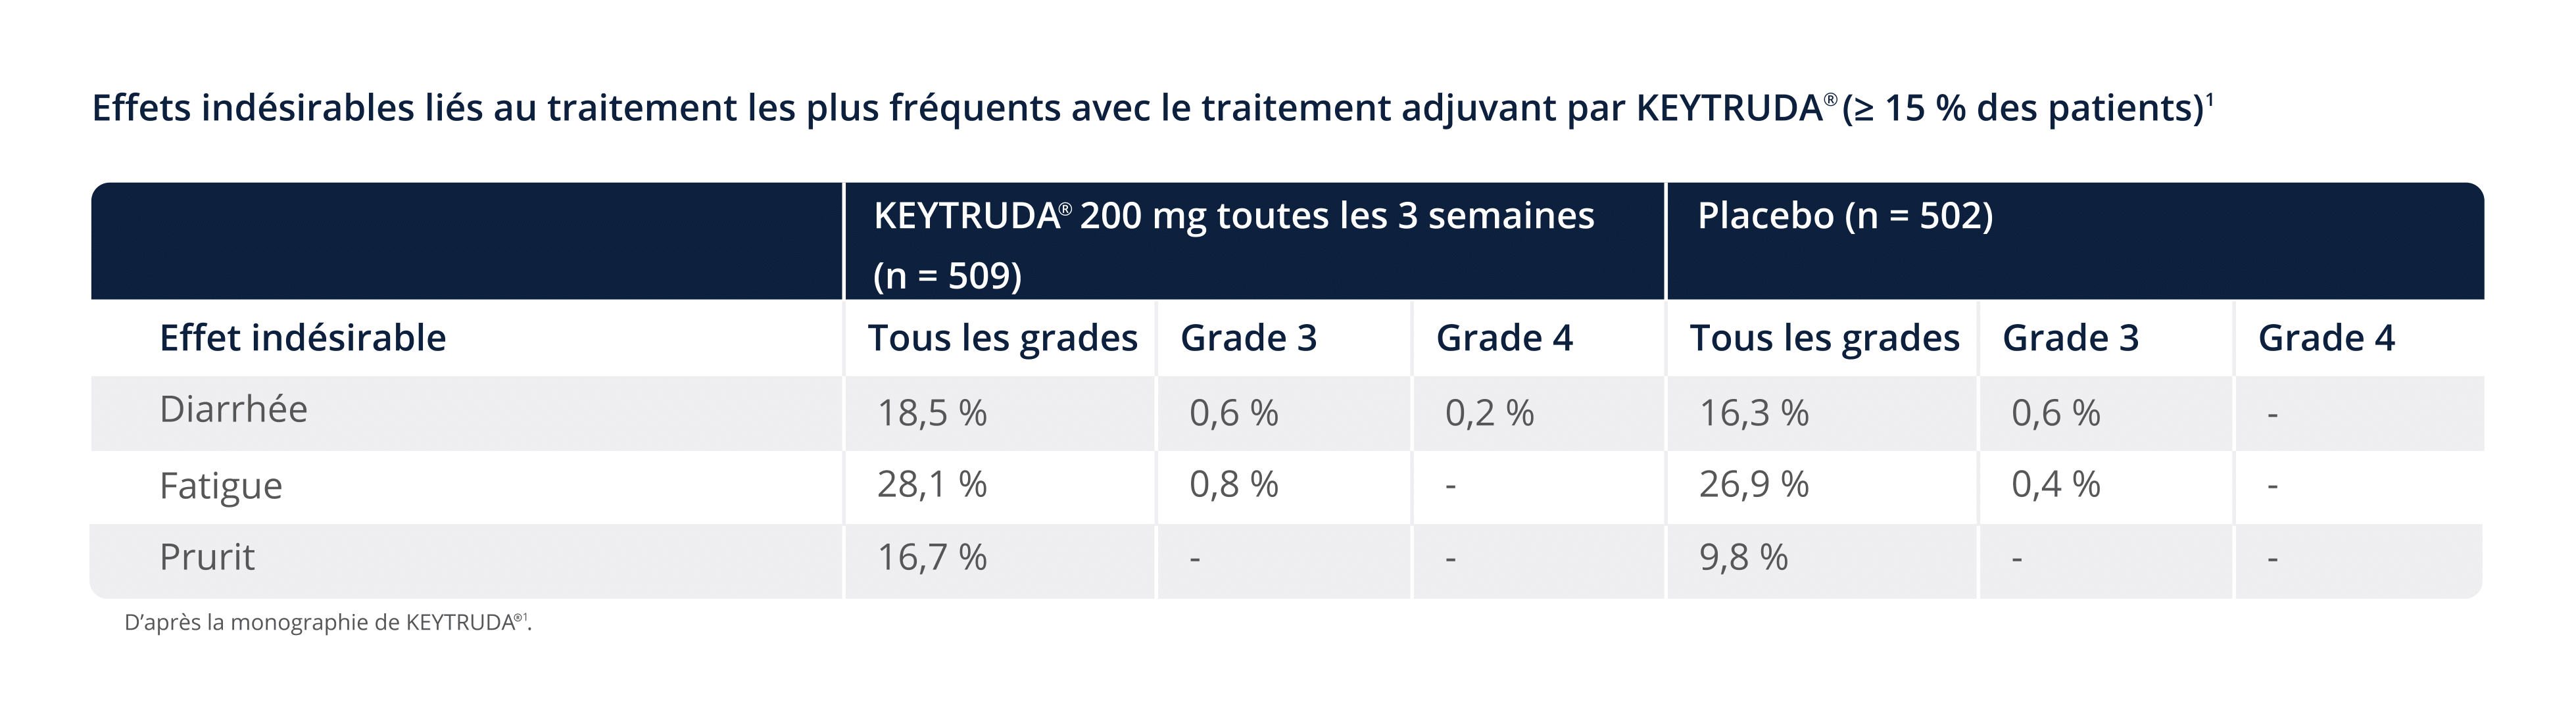 Effets indésirables liés au traitement les plus fréquents avec le traitement adjuvant par KEYTRUDA® (≥ 15 % des patients)¹
KEYTRUDA® 200 mg toutes les 3 semaines
(n = 509)
Placebo (n = 502)
Effet indésirable Tous les grades Grade 3 Grade 4 Tous les grades Grade 3 Grade 4
Diarrhée 18,5 % 0,6 % 0,2 % 16,3 % 0,6 % -
Fatigue 28,1 % 0,8 % - 26,9 % 0,4 % -
Prurit 16,7 % - - 9,8 % - -
D’après la monographie de KEYTRUDA®¹.